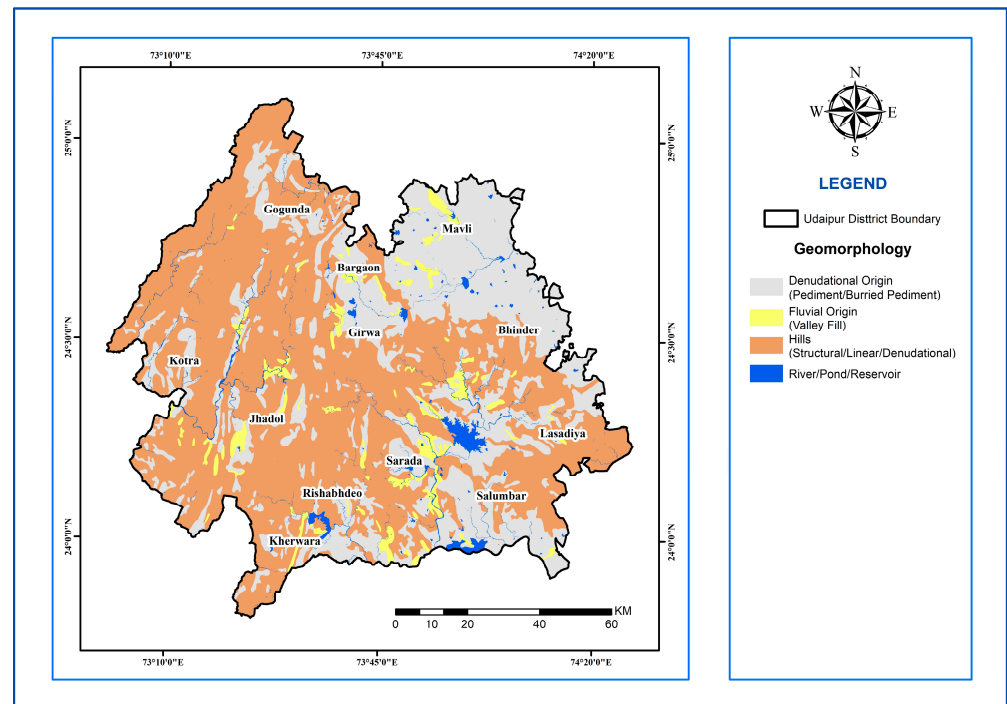 73°10'0"E
73°45'0"E
74°20'0"E
25°0'0"N
25°0'0"N
Gogunda
Mavli
Bargaon
Girwa
Bhinder
24°30'0"N
24°30'0"N
Kotra
Jhadol
Lasadiya
Sarada
Rishabhdeo
Salumbar
Kherwara
24°0'0"N
24°0'0"N
KM
0 10 20 40 60
73°10'0"E
73°45'0"E
74°20'0"E
N
W
E
S
LEGEND
Udaipur Disttrict Boundary
Geomorphology
Denudational Origin
(Pediment/Burried Pediment)
Fluvial Origin
(Valley Fill)
Hills
(Structural/Linear/Denudational)
River/Pond/Reservoir